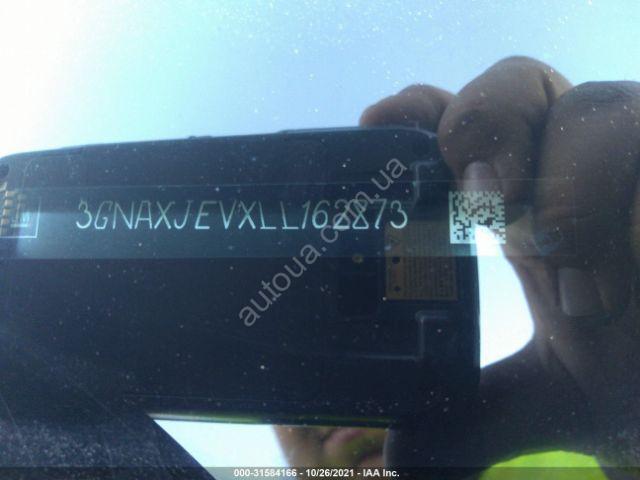 3GNAXJEVXLL162873
autoua.com.ua
000-31584166 - 10/26/2021 - IAA Inc.